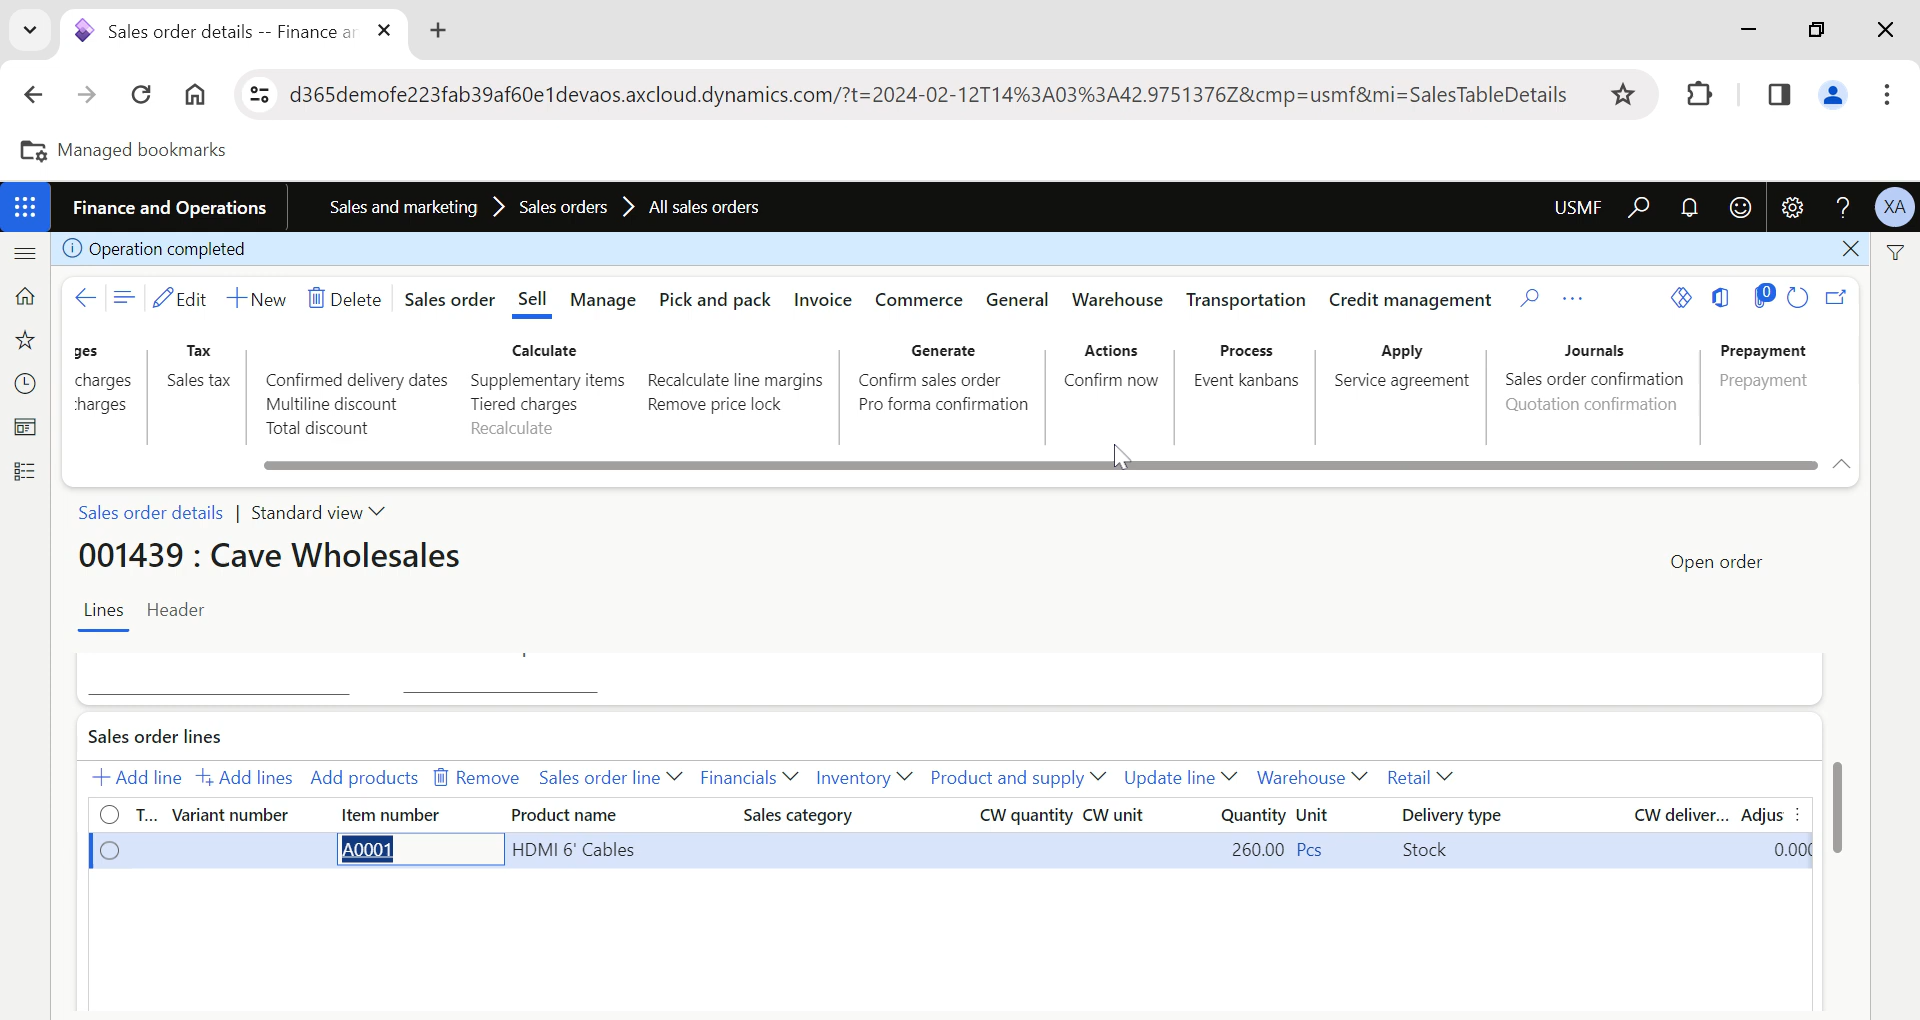 Sales order details -- Finance ar
d365demofe223fab39af60e1devaos.axcloud.dynamics.com/?t=2024-02-12T14%3A03%3A42.9751376Z&cmp=usmf&mi=SalesTableDetails
Managed bookmarks
Finance and Operations Sales and marketing Sales orders All sales orders USMF ? XA
Operation completed
Edit New Delete Sales order Sell Manage Pick and pack Invoice Commerce General Warehouse Transportation Credit management ... 0
ges Tax Calculate Generate Actions Process Apply Journals Prepayment
charges Sales tax Confirmed delivery dates Supplementary items Recalculate line margins Confirm sales order Confirm now Event kanbans Service agreement Sales order confirmation Prepayment
harges Multiline discount Tiered charges Remove price lock Pro forma confirmation Quotation confirmation
Total discount Recalculate
Sales order details | Standard view
001439 : Cave Wholesales
Open order
Lines Header
Sales order lines
Add line Add lines Add products Remove Sales order line Financials Inventory Product and supply Update line Warehouse Retail
T... Variant number Item number Product name Sales category CW quantity CW unit Quantity Unit Delivery type CW deliver... Adjus
A0001 HDMI 6' Cables 260.00 Pcs Stock 0.000